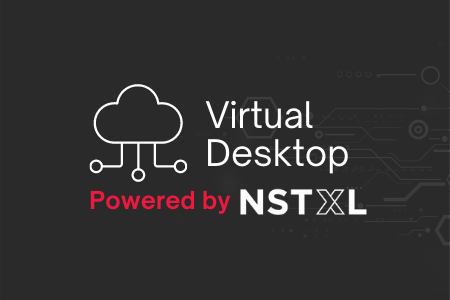 Virtual
Desktop
Powered by NSTXL